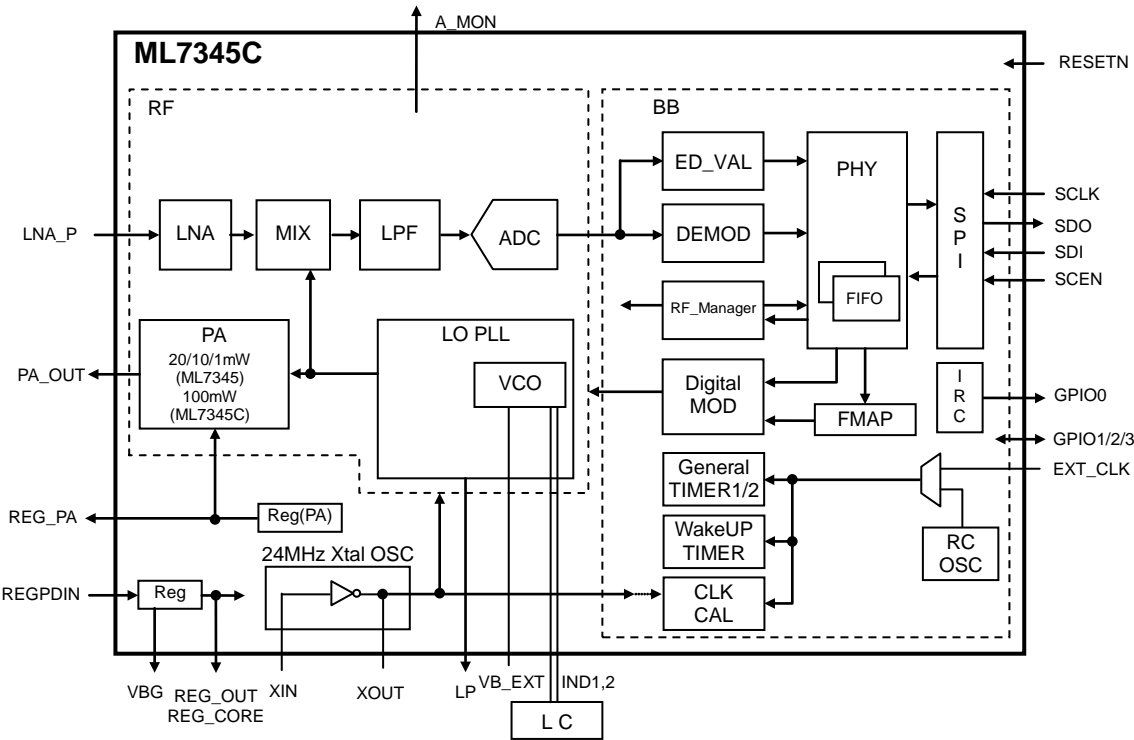 A_MON
ML7345C
RESETN
RF
BB
ED_VAL
PHY
SPI
SCLK
LNA_P
LNA
MIX
LPF
ADC
DEMOD
SDO
SDI
SCEN
RF_Manager
FIFO
PA
20/10/1mW
(ML7345)
100mW
(ML7345C)
PA_OUT
LO PLL
VCO
Digital
MOD
FMAP
IRC
GPIO0
GPIO1/2/3
EXT_CLK
General
TIMER1/2
REG_PA
Reg(PA)
WakeUP
TIMER
RC
OSC
24MHz Xtal OSC
REGPDIN
Reg
CLK
CAL
VBG
REG_OUT
REG_CORE
XIN
XOUT
LP
VB_EXT
IND1,2
L C